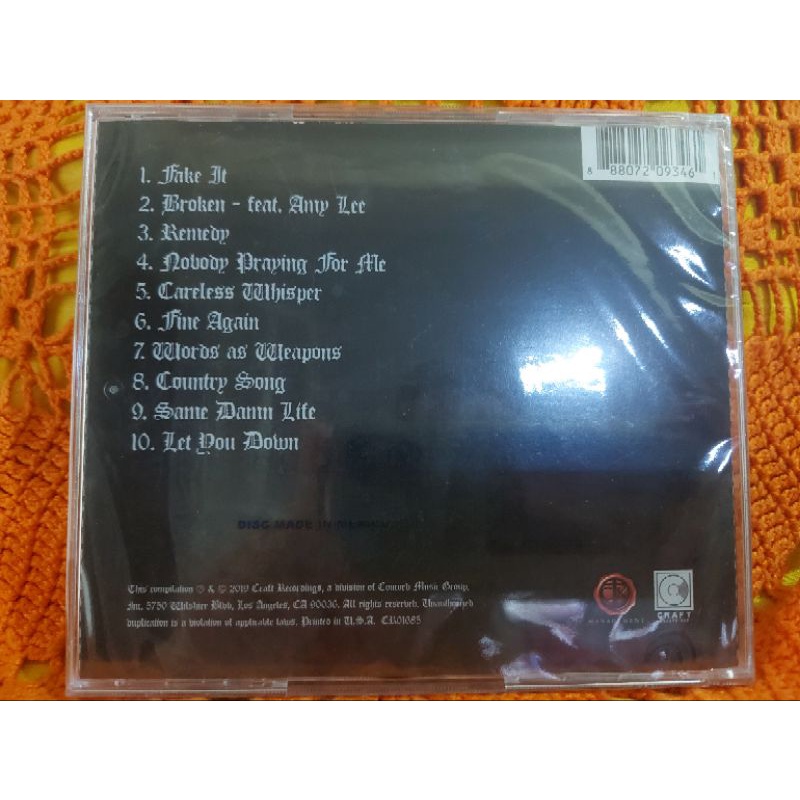 8 88072 09346 1
1. Fake It
2. Broken - feat. Amy Lee
3. Remedy
4. Nobody Praying For Me
5. Careless Whisper
6. Fine Again
7. Words as Weapons
8. Country Song
9. Same Damn Life
10. Let You Down
DISC MADE IN
This compilation ℗ & © 2019 Craft Recordings, a division of Concord Music Group,
Inc. 5750 Wilshire Blvd, Los Angeles, CA 90036. All rights reserved. Unauthorized
duplication is a violation of applicable laws. Printed in U.S.A. CR01085
MANAGEMENT
CRAFT